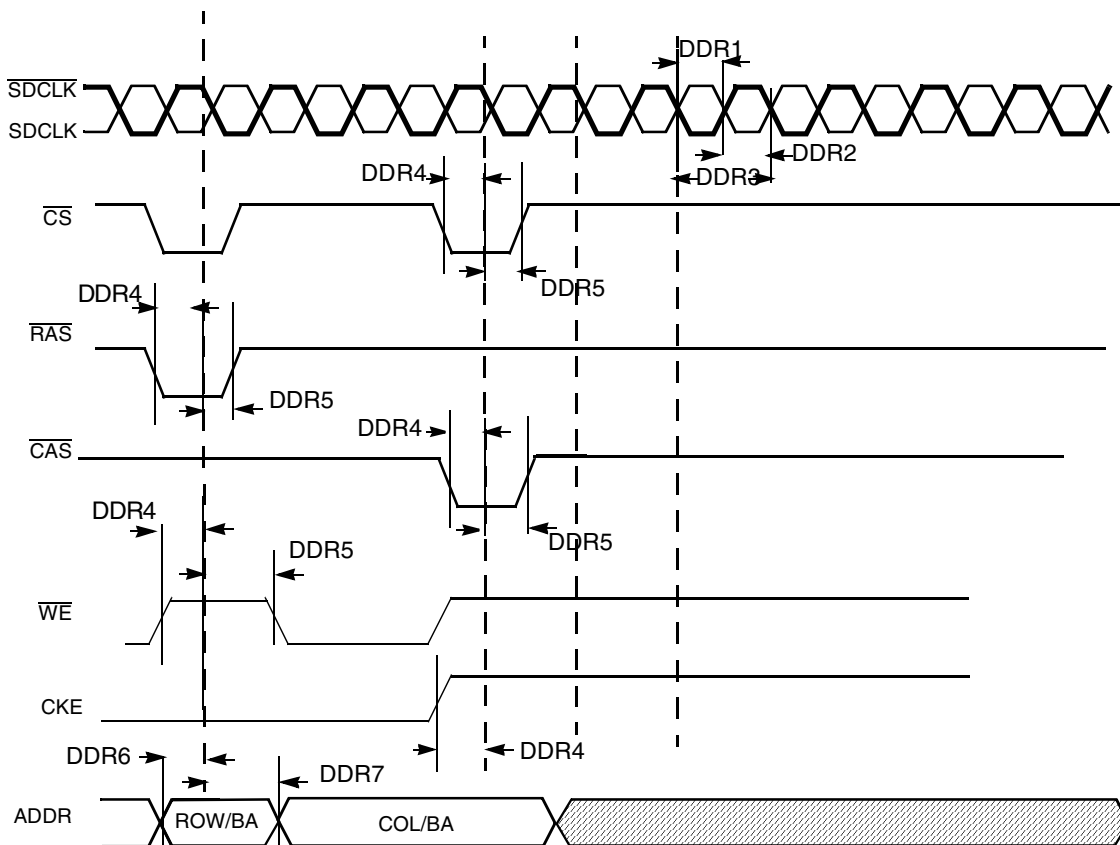 DDR1
SDCLK
SDCLK
DDR2
DDR4
DDR3
CS
DDR5
DDR4
RAS
DDR5
DDR4
CAS
DDR4
DDR5
DDR5
WE
CKE
DDR6
DDR4
DDR7
ADDR
ROW/BA
COL/BA